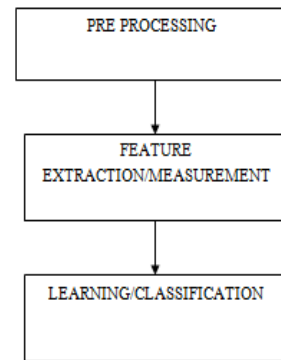 PRE PROCESSING
FEATURE
EXTRACTION/MEASUREMENT
LEARNING/CLASSIFICATION